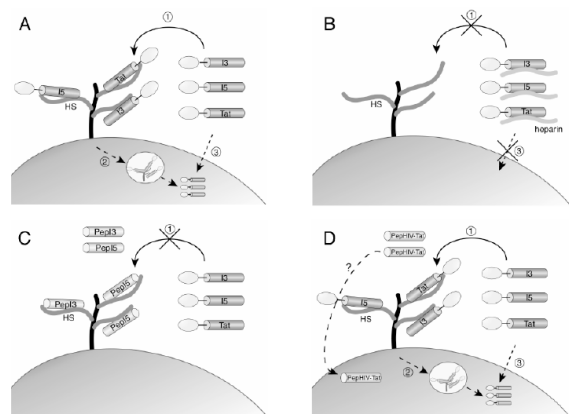 A
①
Tat
I3
I5
I5
HS
I3
Tat
②
③
B
①
I3
I5
HS
Tat
heparin
③
C
PepI3
PepI5
①
PepI5
I3
PepI3
I5
HS
PepI5
Tat
D
PepHIV-Tat
PepHIV-Tat
①
?
Tat
I3
I5
I5
HS
I3
Tat
PepHIV-Tat
②
③